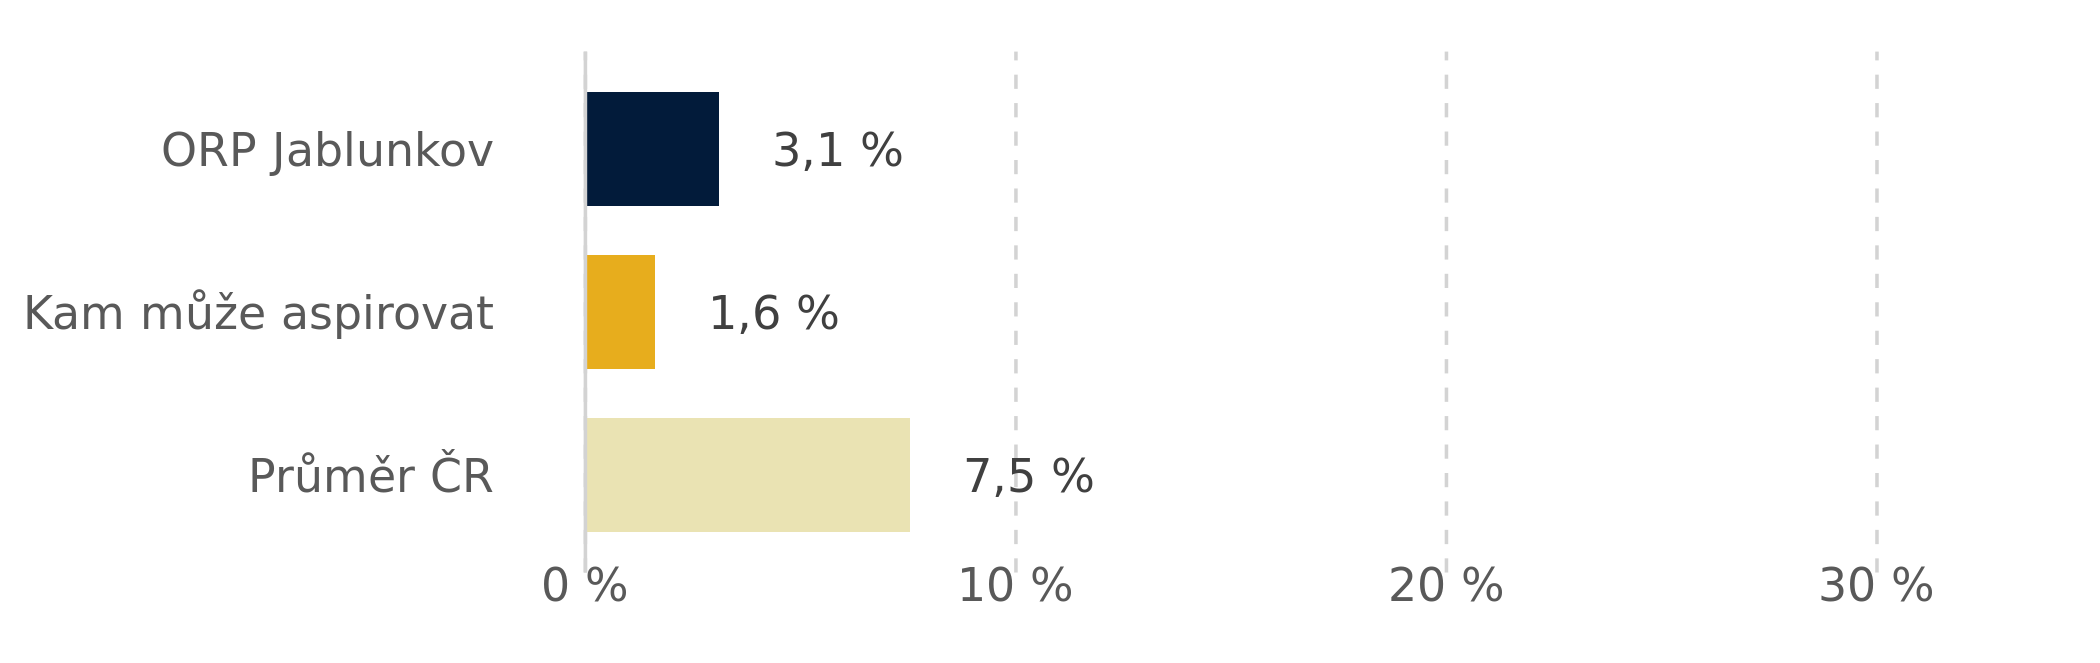 ORP Jablunkov 3,1 %
Kam může aspirovat 1,6 %
Průměr ČR 7,5 %
0 % 10 % 20 % 30 %